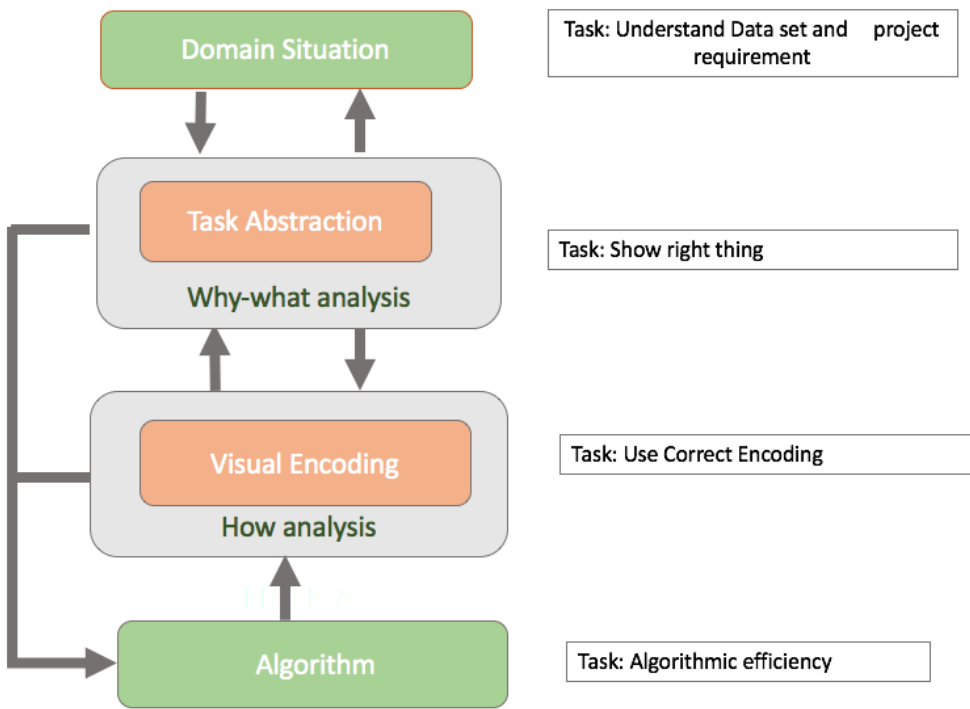 Domain Situation
Task: Understand Data set and project
requirement
Task Abstraction
Why-what analysis
Task: Show right thing
Visual Encoding
How analysis
Task: Use Correct Encoding
Algorithm
Task: Algorithmic efficiency